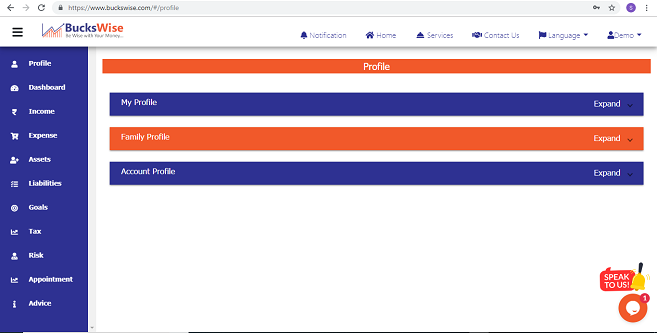 https://www.buckswise.com/#/profile
S
BucksWise
Be Wise with Your Money...
Notification
Home
Services
Contact Us
Language
Demo
Profile
Dashboard
Income
Expense
Assets
Liabilities
Goals
Tax
Risk
Appointment
Advice
Profile
My Profile Expand
Family Profile Expand
Account Profile Expand
SPEAK
TO US!
1